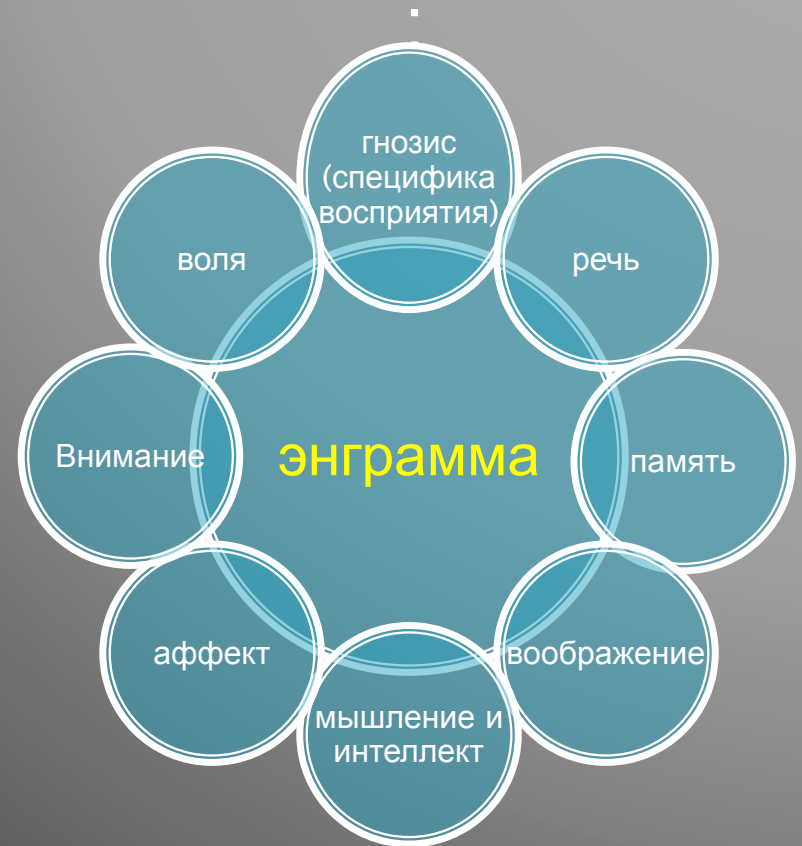 гнозис
(специфика
восприятия)
речь
память
воображение
мышление и
интеллект
аффект
Внимание
воля
энграмма